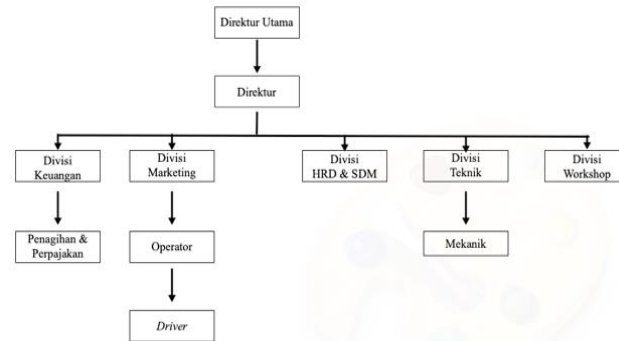 Direktur Utama
Direktur
Divisi
Keuangan
Divisi
Marketing
Divisi
HRD & SDM
Divisi
Teknik
Divisi
Workshop
Penagihan &
Perpajakan
Operator
Mekanik
Driver